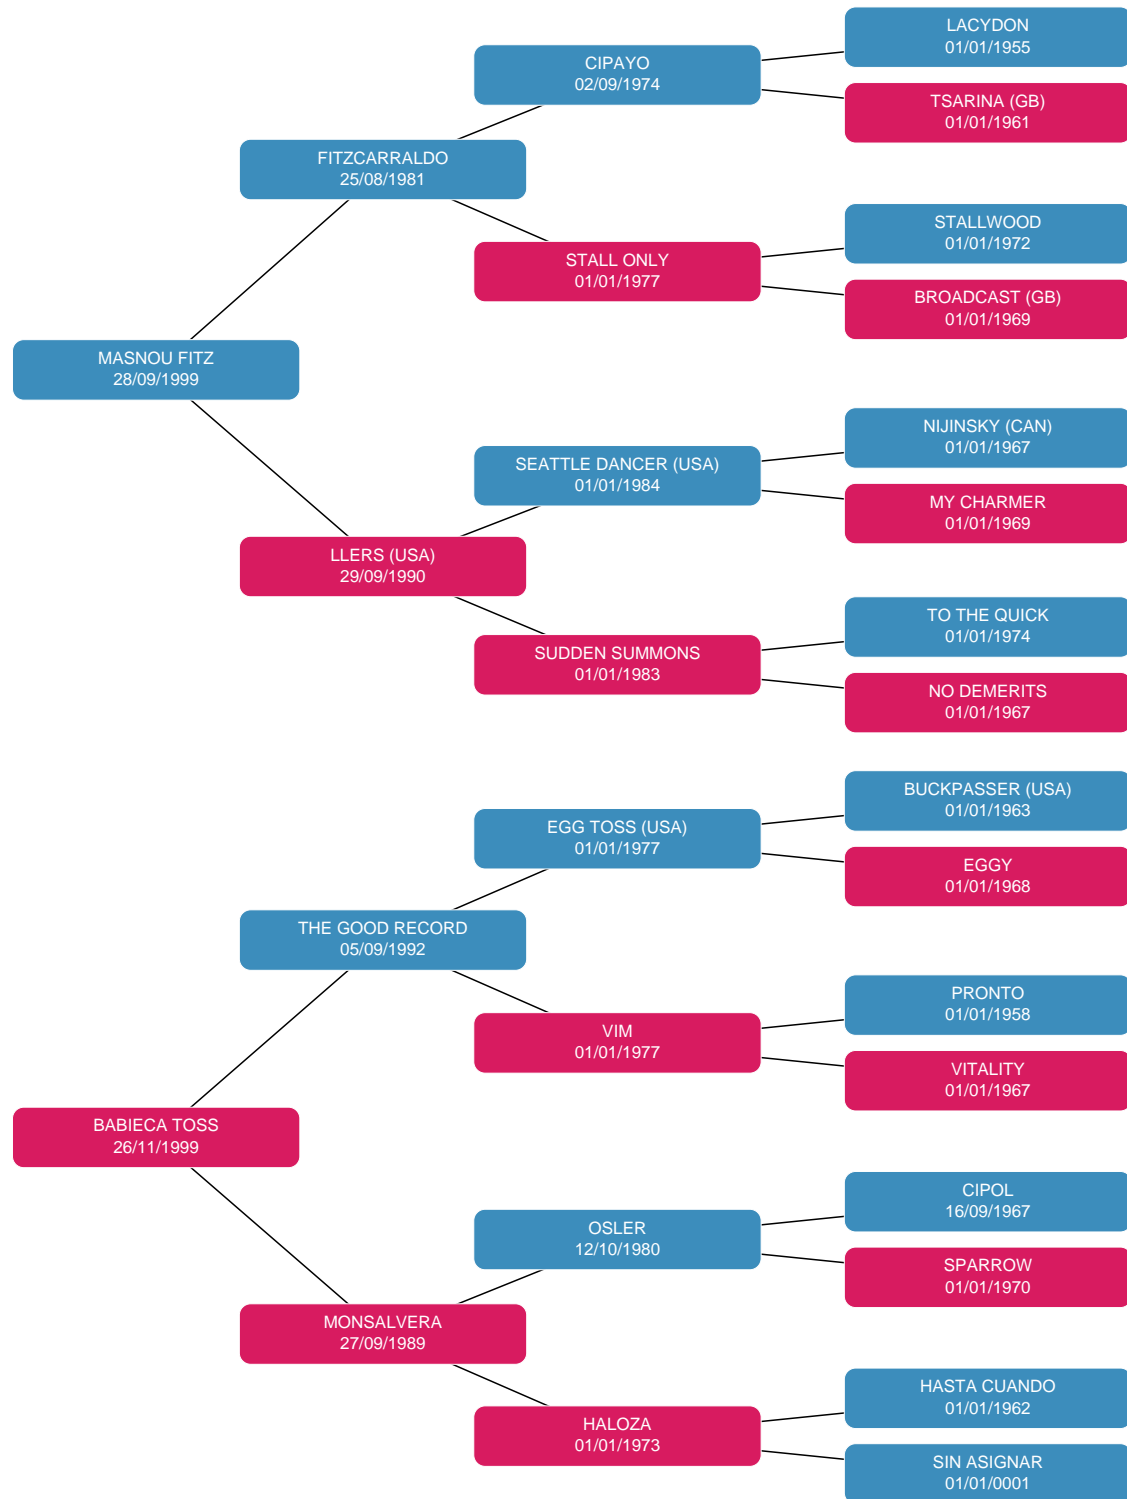 LACYDON
01/01/1955
CIPAYO
02/09/1974
TSARINA (GB)
01/01/1961
FITZCARRALDO
25/08/1981
STALLWOOD
01/01/1972
STALL ONLY
01/01/1977
BROADCAST (GB)
01/01/1969
MASNOU FITZ
28/09/1999
NIJINSKY (CAN)
01/01/1967
SEATTLE DANCER (USA)
01/01/1984
MY CHARMER
01/01/1969
LLERS (USA)
29/09/1990
TO THE QUICK
01/01/1974
SUDDEN SUMMONS
01/01/1983
NO DEMERITS
01/01/1967
BUCKPASSER (USA)
01/01/1963
EGG TOSS (USA)
01/01/1977
EGGY
01/01/1968
THE GOOD RECORD
05/09/1992
PRONTO
01/01/1958
VIM
01/01/1977
VITALITY
01/01/1967
BABIECA TOSS
26/11/1999
CIPOL
16/09/1967
OSLER
12/10/1980
SPARROW
01/01/1970
MONSALVERA
27/09/1989
HASTA CUANDO
01/01/1962
HALOZA
01/01/1973
SIN ASIGNAR
01/01/0001